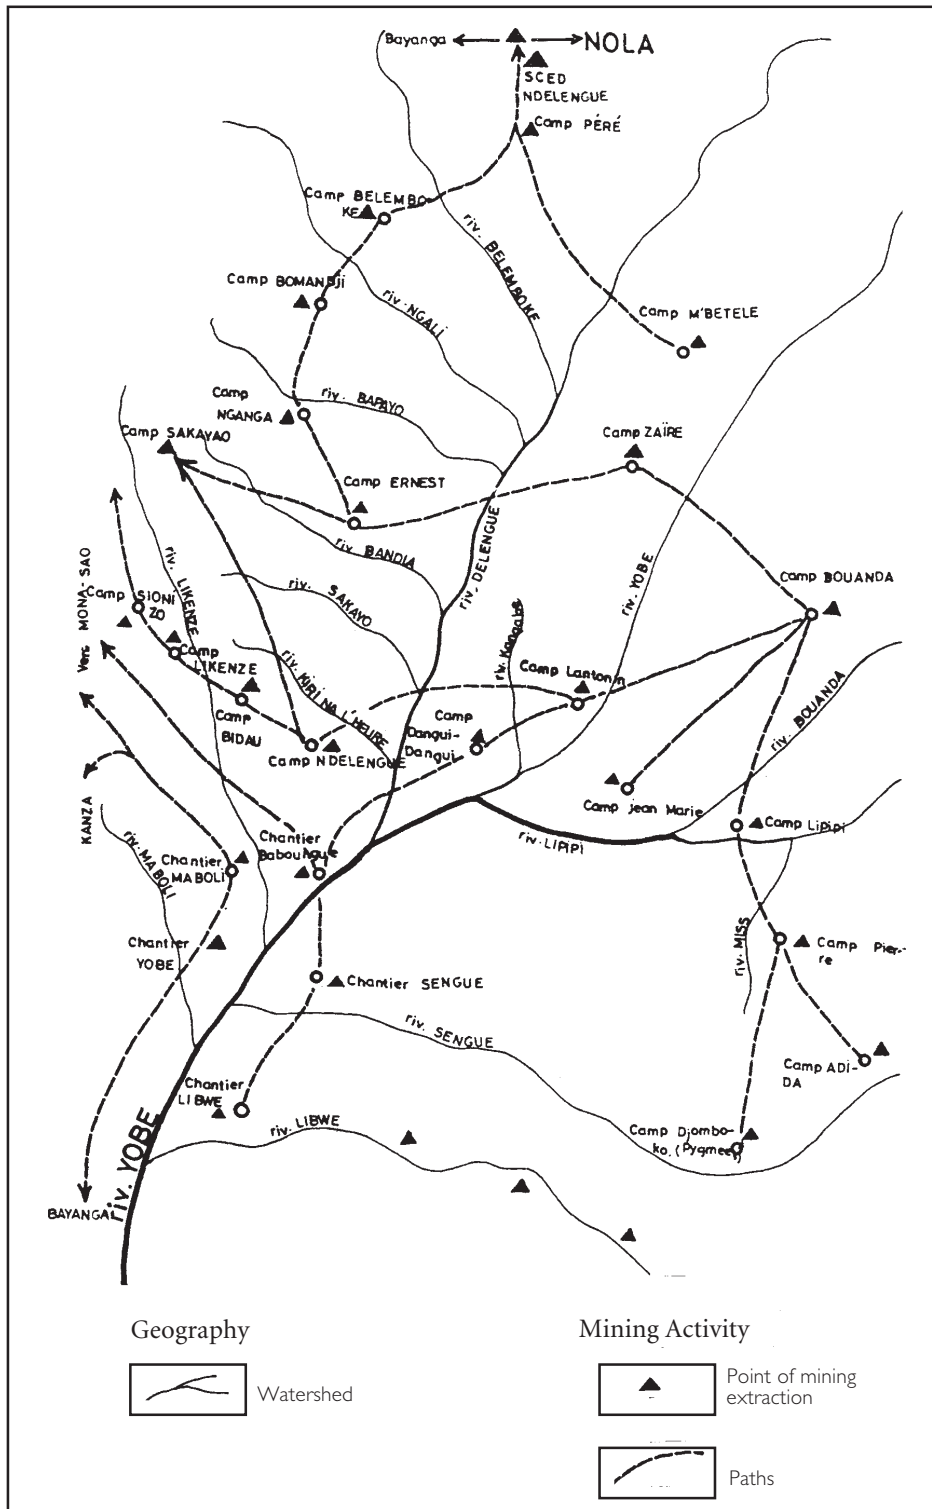 Bayanga
NOLA
SCED
NDELENGUE
Camp PÉRÉ
Camp BELEMBO-
KE
riv. BELEMBOKE
Camp BOMANDJI
riv. NGALI
Camp M'BETELE
Camp
NGANGA
riv. BAPAYO
Camp SAKAYAO
Camp ZAÏRE
Camp ERNEST
riv. BANDIA
riv. DELENGUE
riv. YOBE
Camp BOUANDA
Vers MONA-SAO
riv. LIKENZE
Camp SIONI
ZO
riv. SAKAYO
riv. Kangabe
Camp
LIKENZE
riv. KIRI NA L'HEURE
Camp Lantonin
riv. BOUANDA
Camp
BIDAU
Camp
Dangui-
Dangui
Camp NDELENGUE
Camp Jean Marie
Camp LIPIPI
riv. LIPIPI
KANZA
riv. MABOLI
Chantier
MABOLI
Chantier
Baboungue
Chantier
YOBE
Camp Pier-
re
riv. MISS
Chantier SENGUE
riv. SENGUE
Camp ADI-
DA
Chantier
LIBWE
riv. LIBWE
Camp Djombo-
ko. (Pygmee)
riv. YOBE
BAYANGA
Geography
Watershed
Mining Activity
Point of mining
extraction
Paths